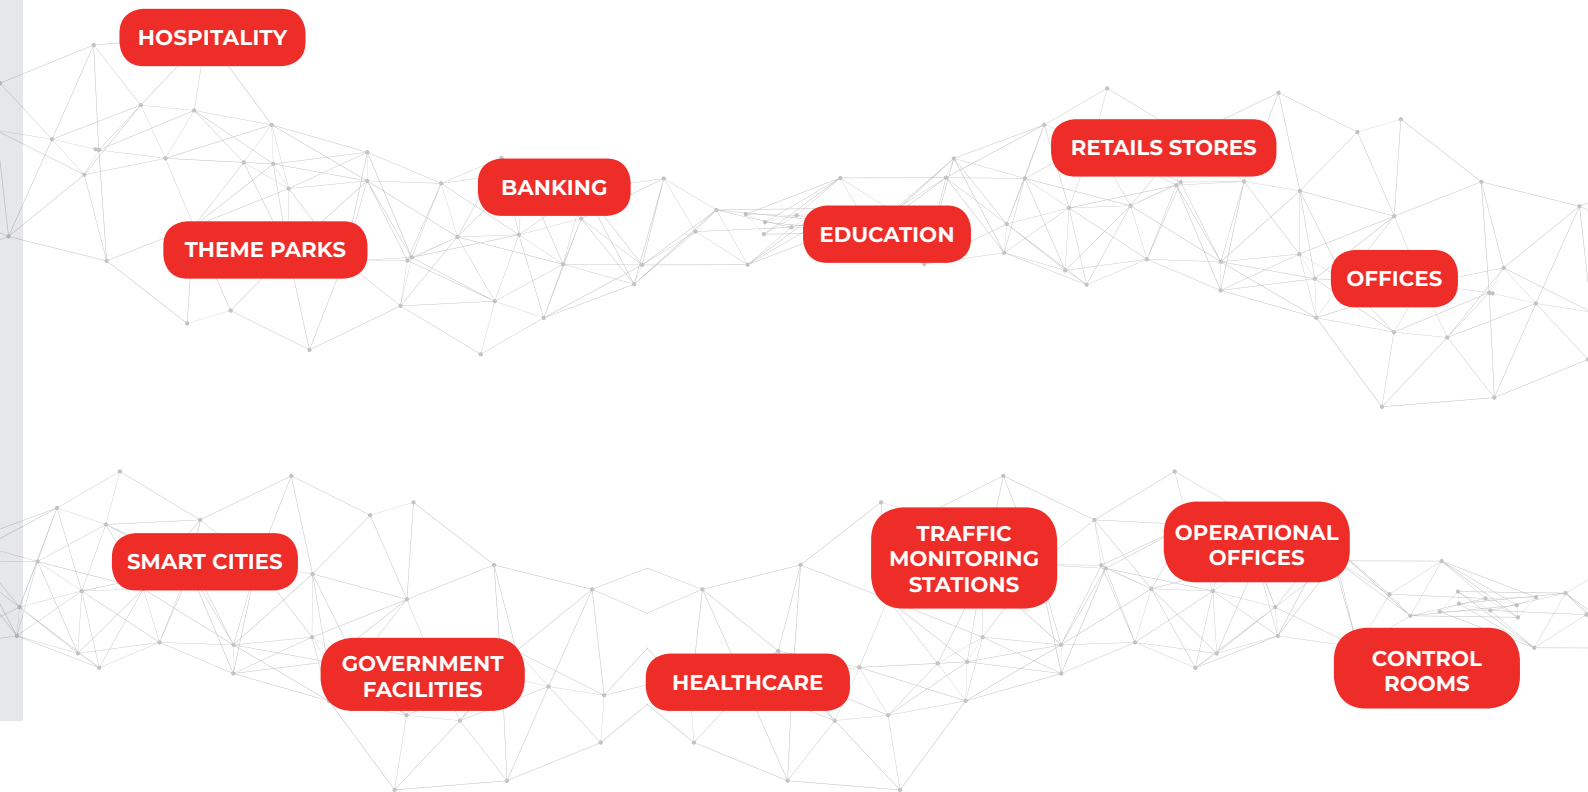 HOSPITALITY
RETAILS STORES
BANKING
EDUCATION
THEME PARKS
OFFICES
SMART CITIES
TRAFFIC
MONITORING
STATIONS
OPERATIONAL
OFFICES
GOVERNMENT
FACILITIES
HEALTHCARE
CONTROL
ROOMS